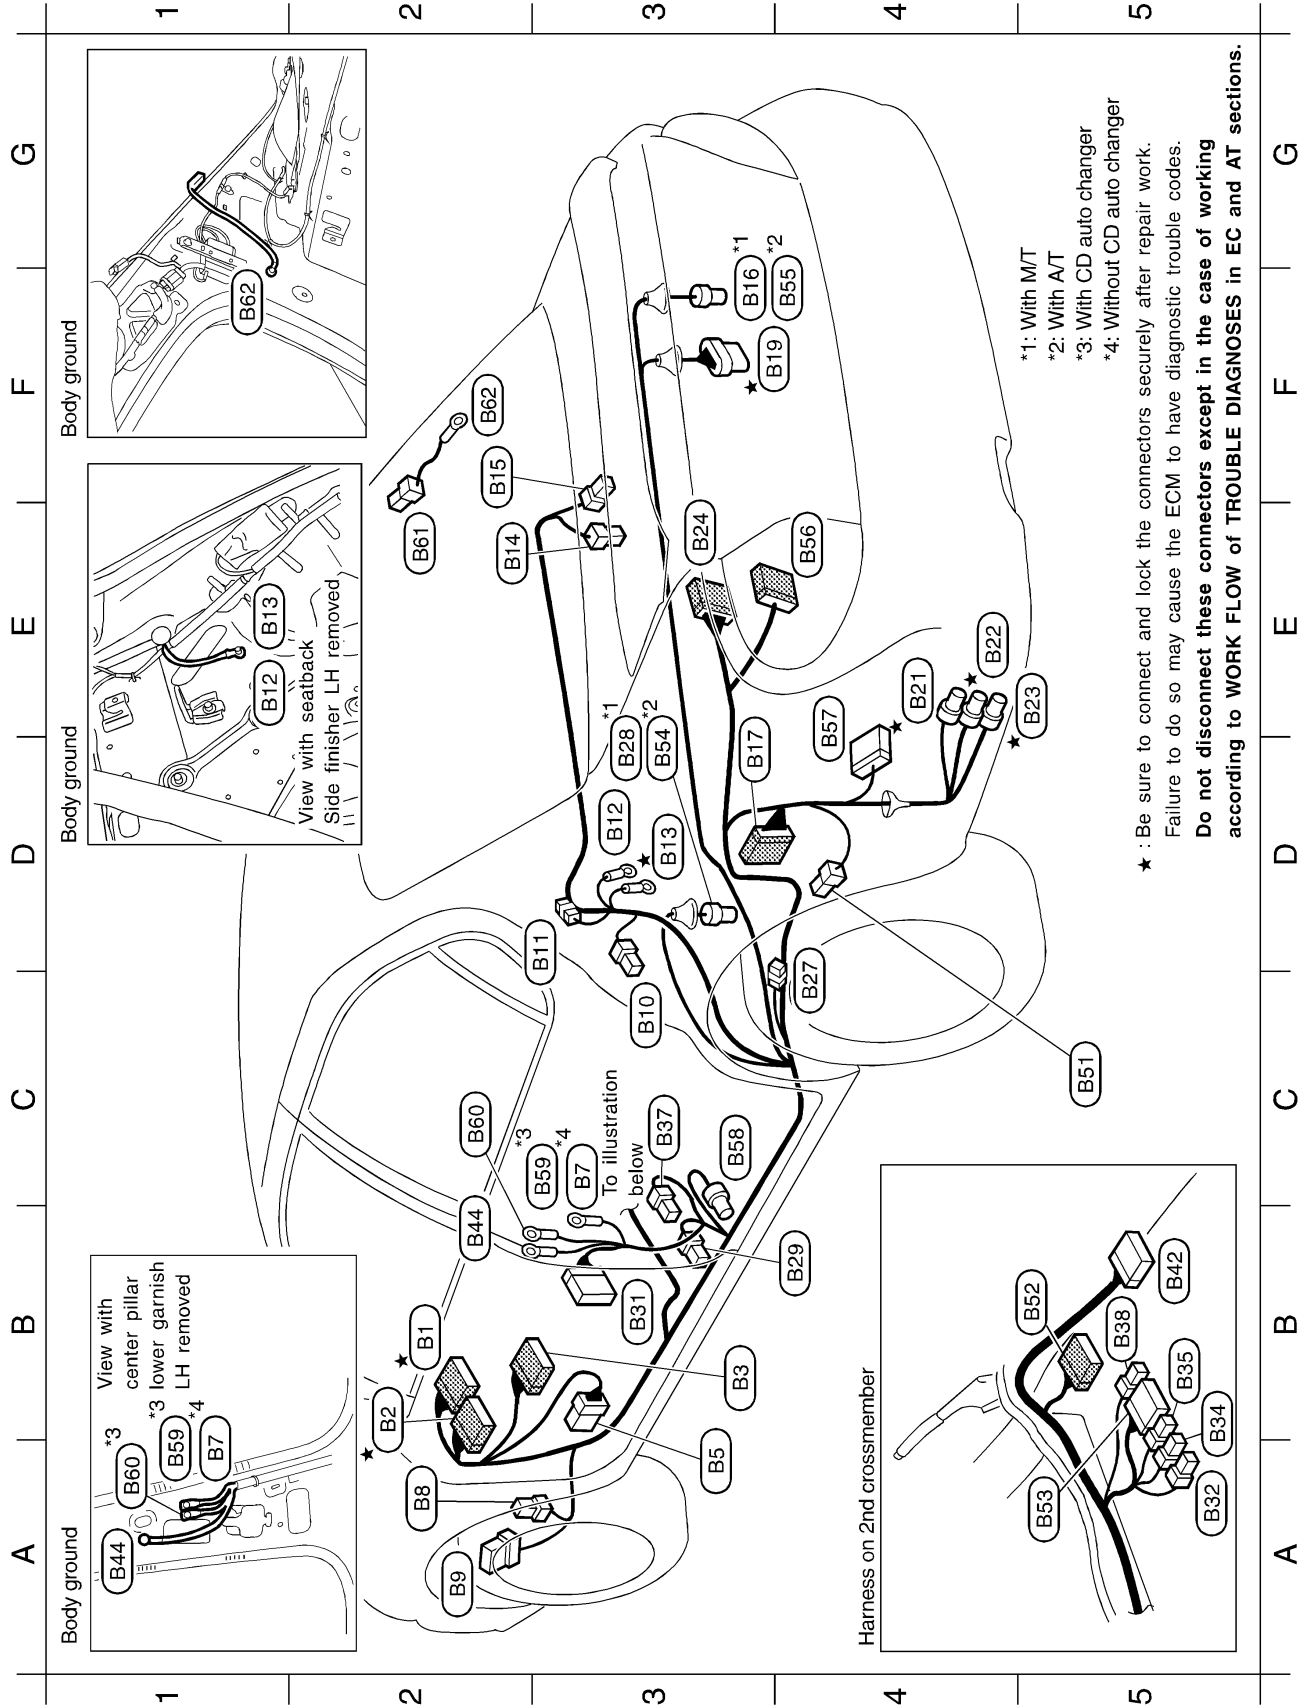 1
2
3
4
5
G
F
E
D
C
B
A
Body ground
B62
Body ground
B13
B12
View with seatback
Side finisher LH removed
Body ground
View with
center pillar
lower garnish
LH removed
*3
B60
B59 *3
B7 *4
B44
B61
B62
B15
B14
B16 *1
B55 *2
★ B19
B24
B56
B28 *1
B54 *2
B17
B57
B21 ★
B22 ★
B23 ★
B12
B13 ★
B11
B10
B27
B51
B60
B59 *3
B7 *4
To illustration
below
B37
B58
B44
B31
B29
B1 ★
B2 ★
B3
B5
B8
B9
Harness on 2nd crossmember
B52
B38
B42
B35
B34
B53
B32
*1: With M/T
*2: With A/T
*3: With CD auto changer
*4: Without CD auto changer
★ : Be sure to connect and lock the connectors securely after repair work.
Failure to do so may cause the ECM to have diagnostic trouble codes.
Do not disconnect these connectors except in the case of working
according to WORK FLOW of TROUBLE DIAGNOSES in EC and AT sections.
1
2
3
4
5
G
F
E
D
C
B
A